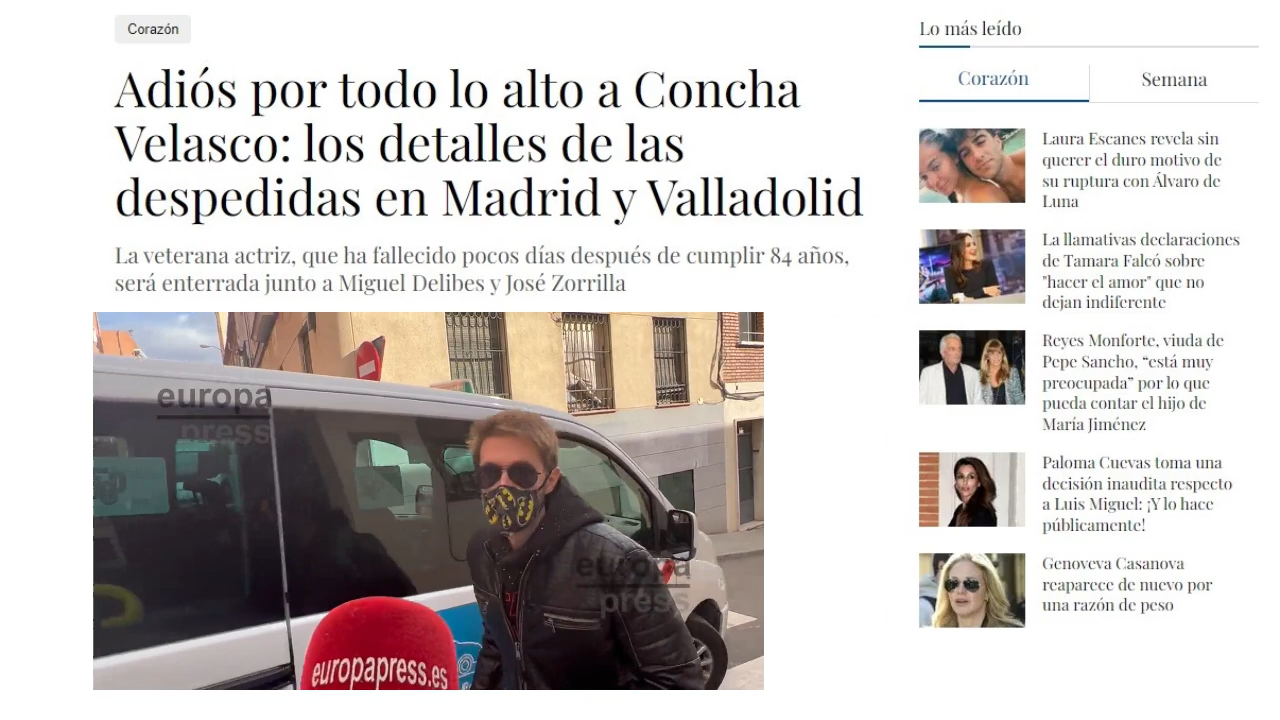 Corazón
Adiós por todo lo alto a Concha
Velasco: los detalles de las
despedidas en Madrid y Valladolid
La veterana actriz, que ha fallecido pocos días después de cumplir 84 años,
será enterrada junto a Miguel Delibes y José Zorrilla
europa
press
europa
press
europapress.es
Lo más leído
Corazón
Semana
Laura Escanes revela sin
querer el duro motivo de
su ruptura con Álvaro de
Luna
La llamativas declaraciones
de Tamara Falcó sobre
"hacer el amor" que no
dejan indiferente
Reyes Monforte, viuda de
Pepe Sancho, “está muy
preocupada” por lo que
pueda contar el hijo de
María Jiménez
Paloma Cuevas toma una
decisión inaudita respecto
a Luis Miguel: ¡Y lo hace
públicamente!
Genoveva Casanova
reaparece de nuevo por
una razón de peso